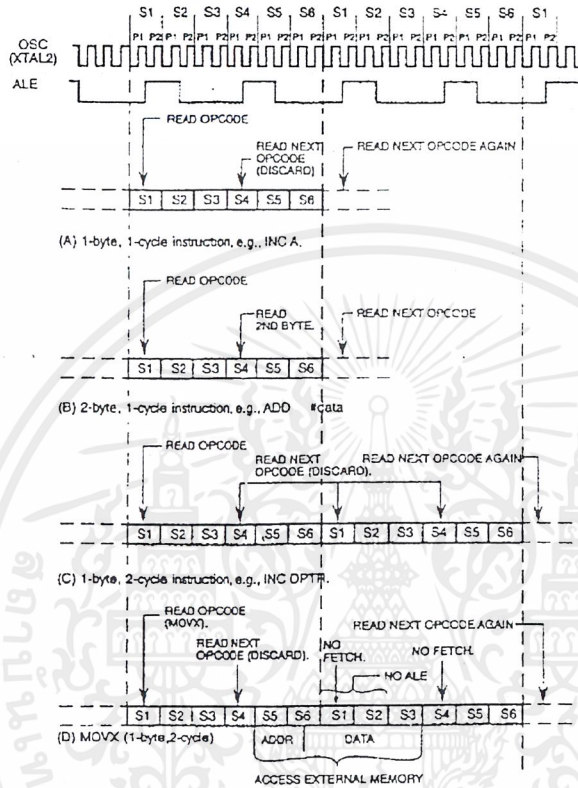 S1 S2 S3 S4 S5 S6 S1 S2 S3 S4 S5 S6 S1
P1 P2 P1 P2 P1 P2 P1 P2 P1 P2 P1 P2 P1 P2 P1 P2 P1 P2 P1 P2 P1 P2 P1 P2 P1 P2
OSC
(XTAL2)
ALE
READ OPCODE
READ NEXT
OPCODE
(DISCARD)
READ NEXT OPCODE AGAIN
S1 S2 S3 S4 S5 S6
(A) 1-byte, 1-cycle instruction, e.g., INC A.
READ OPCODE
READ
2ND BYTE.
READ NEXT OPCODE
S1 S2 S3 S4 S5 S6
(B) 2-byte, 1-cycle instruction, e.g., ADD #data
READ OPCODE
READ NEXT
OPCODE (DISCARD).
READ NEXT OPCODE AGAIN
S1 S2 S3 S4 S5 S6 S1 S2 S3 S4 S5 S6
(C) 1-byte, 2-cycle instruction, e.g., INC DPTR.
READ OPCODE
(MOVX).
READ NEXT
OPCODE (DISCARD).
NO
FETCH.
NO FETCH.
NO ALE
READ NEXT OPCODE AGAIN
S1 S2 S3 S4 S5 S6 S1 S2 S3 S4 S5 S6
(D) MOVX (1-byte,2-cycle)
ADDR DATA
ACCESS EXTERNAL MEMORY